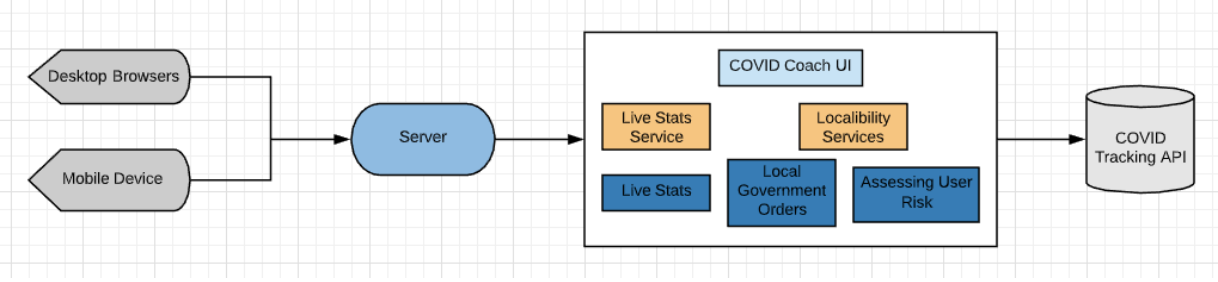 Desktop Browsers
Mobile Device
Server
COVID Coach UI
Live Stats
Service
Localibility
Services
Live Stats
Local
Government
Orders
Assessing User
Risk
COVID
Tracking API